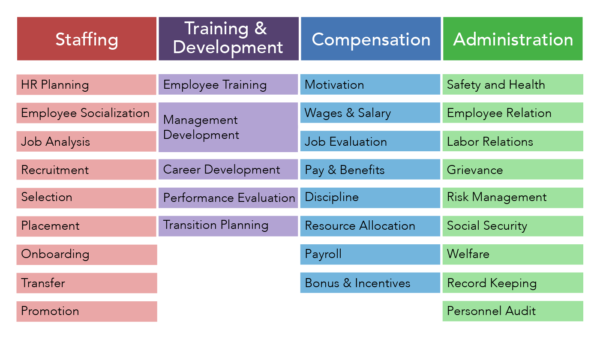 Staffing
Training &
Development
Compensation
Administration
HR Planning
Employee Training
Motivation
Safety and Health
Employee Socialization
Management
Development
Wages & Salary
Employee Relation
Job Analysis
Job Evaluation
Labor Relations
Recruitment
Career Development
Pay & Benefits
Grievance
Selection
Performance Evaluation
Discipline
Risk Management
Placement
Transition Planning
Resource Allocation
Social Security
Onboarding
Payroll
Welfare
Transfer
Bonus & Incentives
Record Keeping
Promotion
Personnel Audit